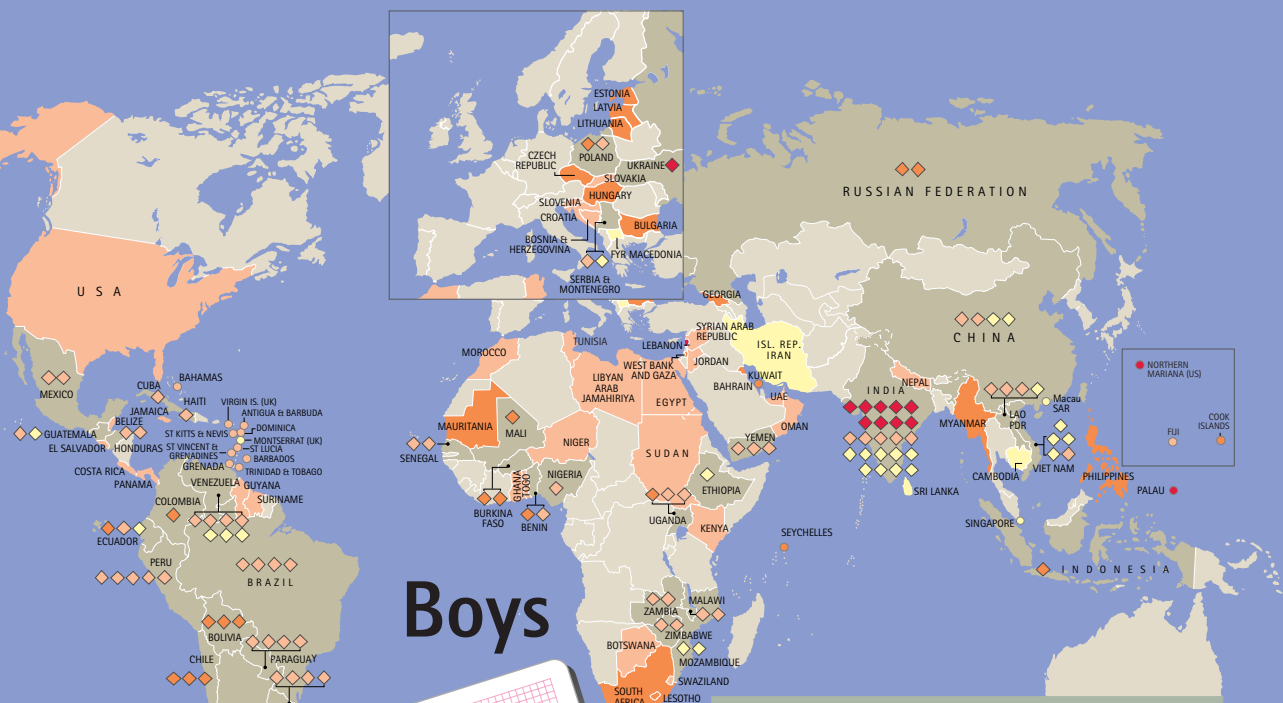 ESTONIA
LATVIA
LITHUANIA
POLAND
CZECH
REPUBLIC
UKRAINE
SLOVAKIA
HUNGARY
SLOVENIA
CROATIA
BULGARIA
BOSNIA &
HERZEGOVINA
FYR MACEDONIA
SERBIA &
MONTENEGRO
RUSSIAN FEDERATION
USA
GEORGIA
CHINA
MOROCCO
TUNISIA
LEBANON
SYRIAN ARAB
REPUBLIC
ISL. REP.
IRAN
WEST BANK
AND GAZA
JORDAN
LIBYAN
ARAB
JAMAHIRIYA
EGYPT
KUWAIT
BAHRAIN
UAE
OMAN
INDIA
NEPAL
NORTHERN
MARIANA (US)
MEXICO
CUBA
BAHAMAS
HAITI
JAMAICA
BELIZE
VIRGIN IS. (UK)
ANTIGUA & BARBUDA
DOMINICA
ST KITTS & NEVIS
MONTSERRAT (UK)
ST LUCIA
ST VINCENT &
GRENADINES
BARBADOS
GRENADA
TRINIDAD & TOBAGO
GUATEMALA
EL SALVADOR
HONDURAS
COSTA RICA
PANAMA
VENEZUELA
GUYANA
SURINAME
COLOMBIA
ECUADOR
PERU
BRAZIL
BOLIVIA
CHILE
PARAGUAY
MAURITANIA
MALI
NIGER
SENEGAL
SUDAN
YEMEN
NIGERIA
GHANA
TOGO
BURKINA
FASO
BENIN
ETHIOPIA
UGANDA
KENYA
MYANMAR
LAO
PDR
Macau
SAR
VIET NAM
CAMBODIA
PHILIPPINES
SRI LANKA
SINGAPORE
PALAU
FIJI
COOK
ISLANDS
SEYCHELLES
INDONESIA
Boys
ZAMBIA
MALAWI
ZIMBABWE
BOTSWANA
MOZAMBIQUE
SWAZILAND
SOUTH
AFRICA
LESOTHO